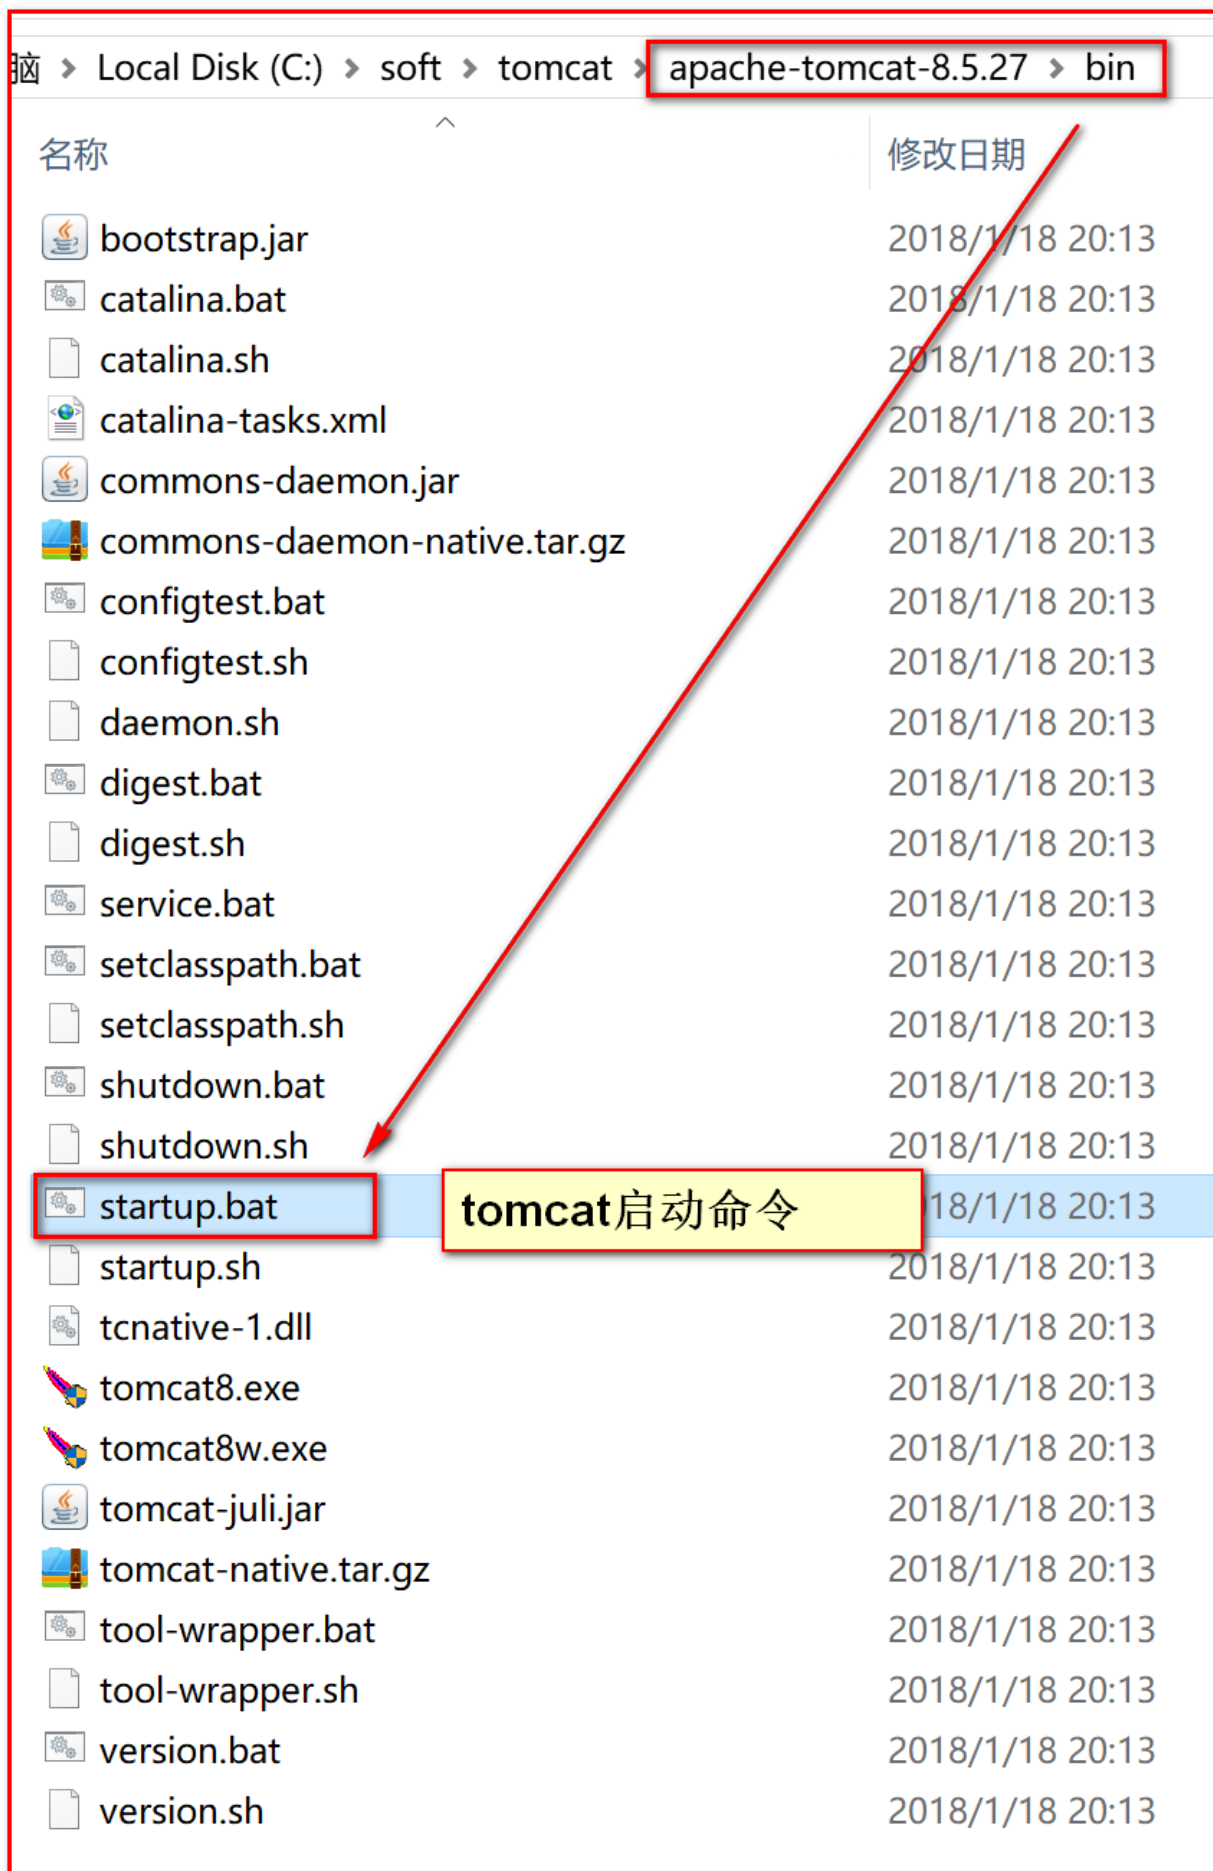 脑 > Local Disk (C:) > soft > tomcat > apache-tomcat-8.5.27 > bin
名称 修改日期
bootstrap.jar 2018/1/18 20:13
catalina.bat 2018/1/18 20:13
catalina.sh 2018/1/18 20:13
catalina-tasks.xml 2018/1/18 20:13
commons-daemon.jar 2018/1/18 20:13
commons-daemon-native.tar.gz 2018/1/18 20:13
configtest.bat 2018/1/18 20:13
configtest.sh 2018/1/18 20:13
daemon.sh 2018/1/18 20:13
digest.bat 2018/1/18 20:13
digest.sh 2018/1/18 20:13
service.bat 2018/1/18 20:13
setclasspath.bat 2018/1/18 20:13
setclasspath.sh 2018/1/18 20:13
shutdown.bat 2018/1/18 20:13
shutdown.sh 2018/1/18 20:13
startup.bat tomcat启动命令 18/1/18 20:13
startup.sh 2018/1/18 20:13
tcnative-1.dll 2018/1/18 20:13
tomcat8.exe 2018/1/18 20:13
tomcat8w.exe 2018/1/18 20:13
tomcat-juli.jar 2018/1/18 20:13
tomcat-native.tar.gz 2018/1/18 20:13
tool-wrapper.bat 2018/1/18 20:13
tool-wrapper.sh 2018/1/18 20:13
version.bat 2018/1/18 20:13
version.sh 2018/1/18 20:13